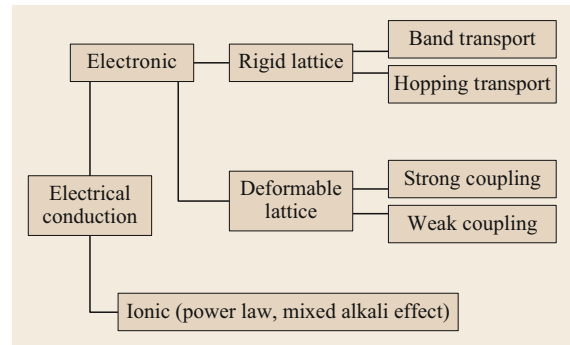 Band transport
Electronic
Rigid lattice
Hopping transport
Electrical
conduction
Deformable
lattice
Strong coupling
Weak coupling
Ionic (power law, mixed alkali effect)